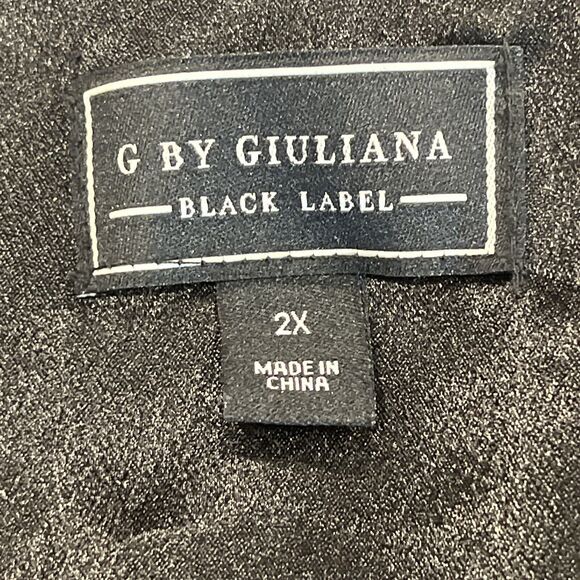 G BY GIULIANA
BLACK LABEL
2X
MADE IN
CHINA